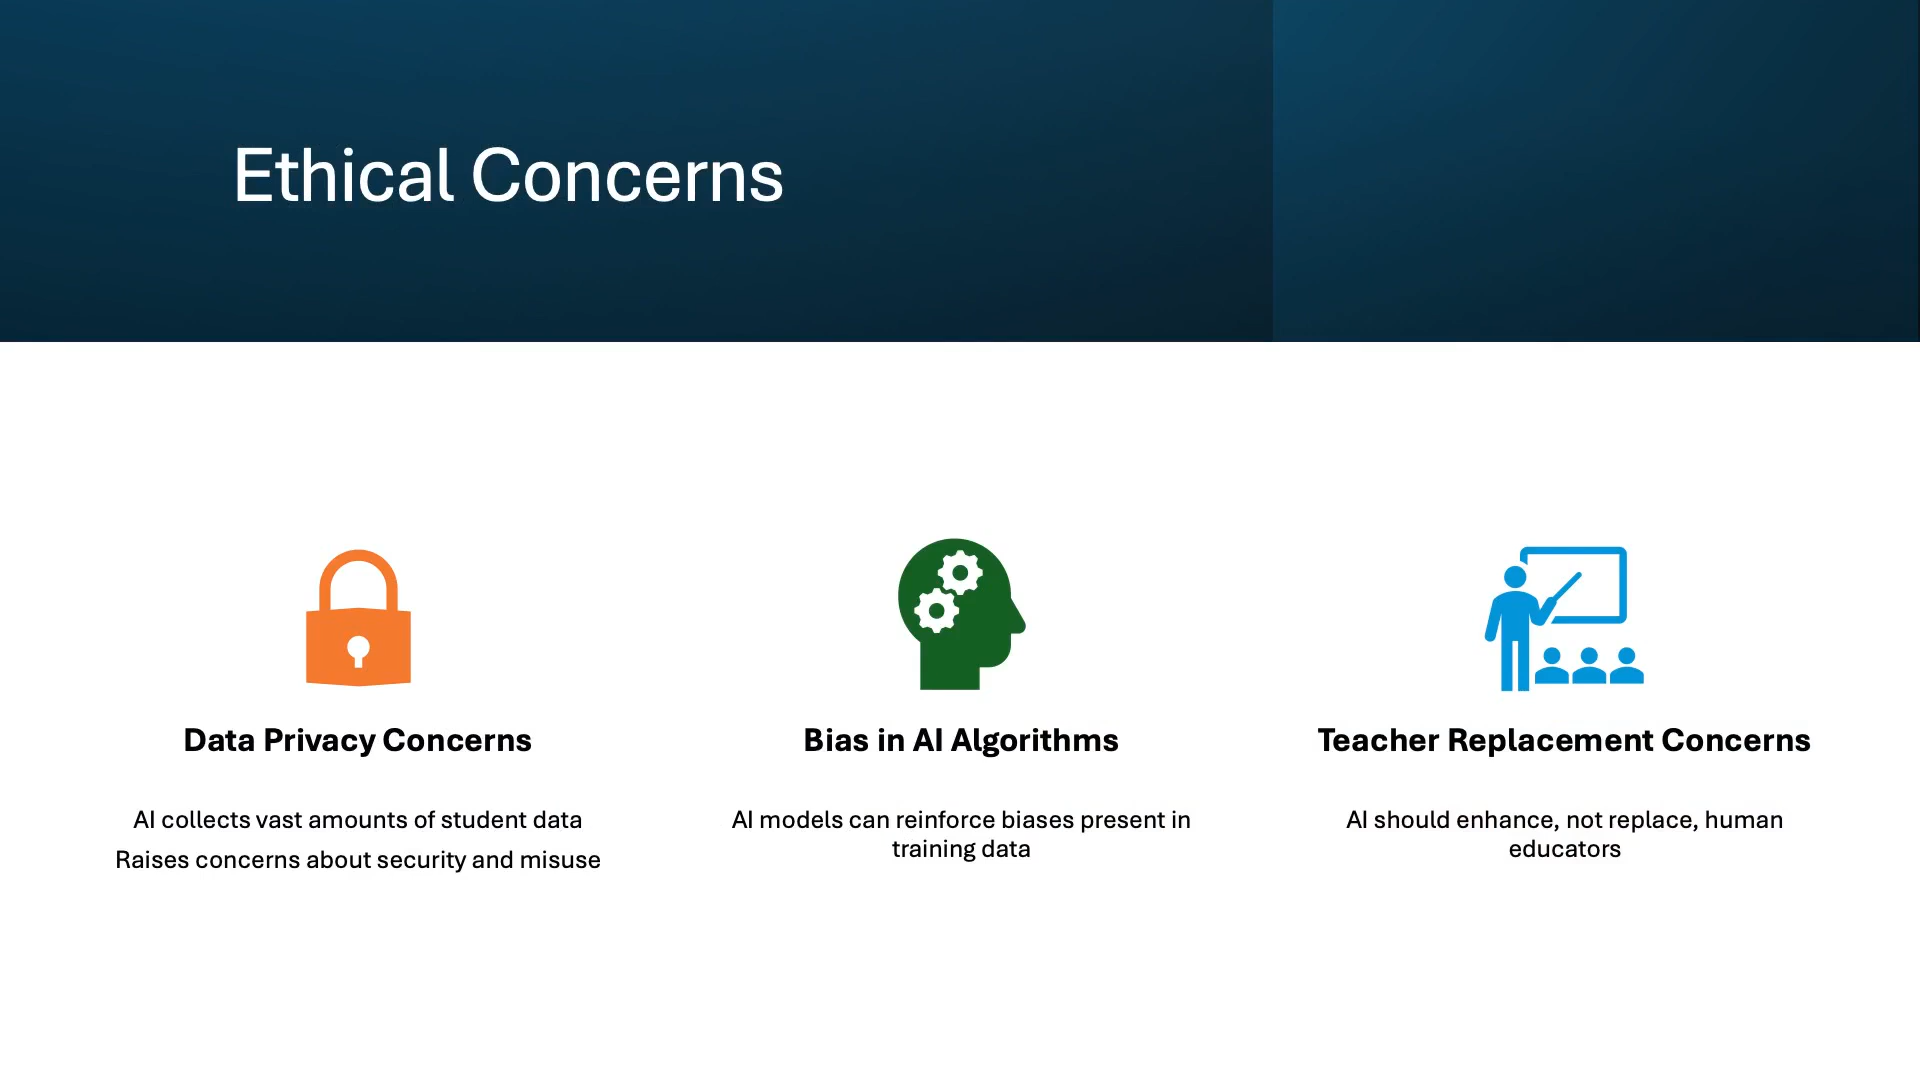 Ethical Concerns
Data Privacy Concerns
AI collects vast amounts of student data
Raises concerns about security and misuse
Bias in AI Algorithms
AI models can reinforce biases present in
training data
Teacher Replacement Concerns
AI should enhance, not replace, human
educators